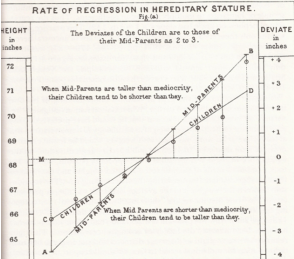 RATE OF REGRESSION IN HEREDITARY STATURE.
Fig.(a)
HEIGHT
in
inches
The Deviates of the Children are to those of
their Mid-Parents as 2 to 3.
DEVIATE
in
inches
When Mid-Parents are taller than mediocrity,
their Children tend to be shorter than they.
MID-PARENTS
CHILDREN
B
D
72
71
70
69
68
67
66
65
M
C
A
CHILDREN
MID-PARENTS
When Mid Parents are shorter than mediocrity,
their Children tend to be taller than they.
+4
+3
+2
+1
0
-1
-2
-3
-4